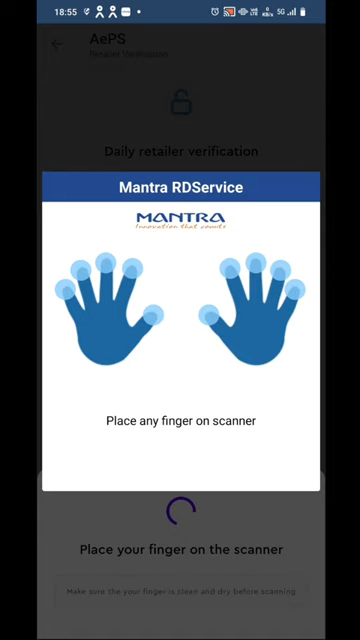 18:55
5G
AePS
Retailer Verification
Daily retailer verification
Mantra RDService
MANTRA
Innovation that counts
Place any finger on scanner
Place your finger on the scanner
Make sure the your finger is clean and dry before scanning